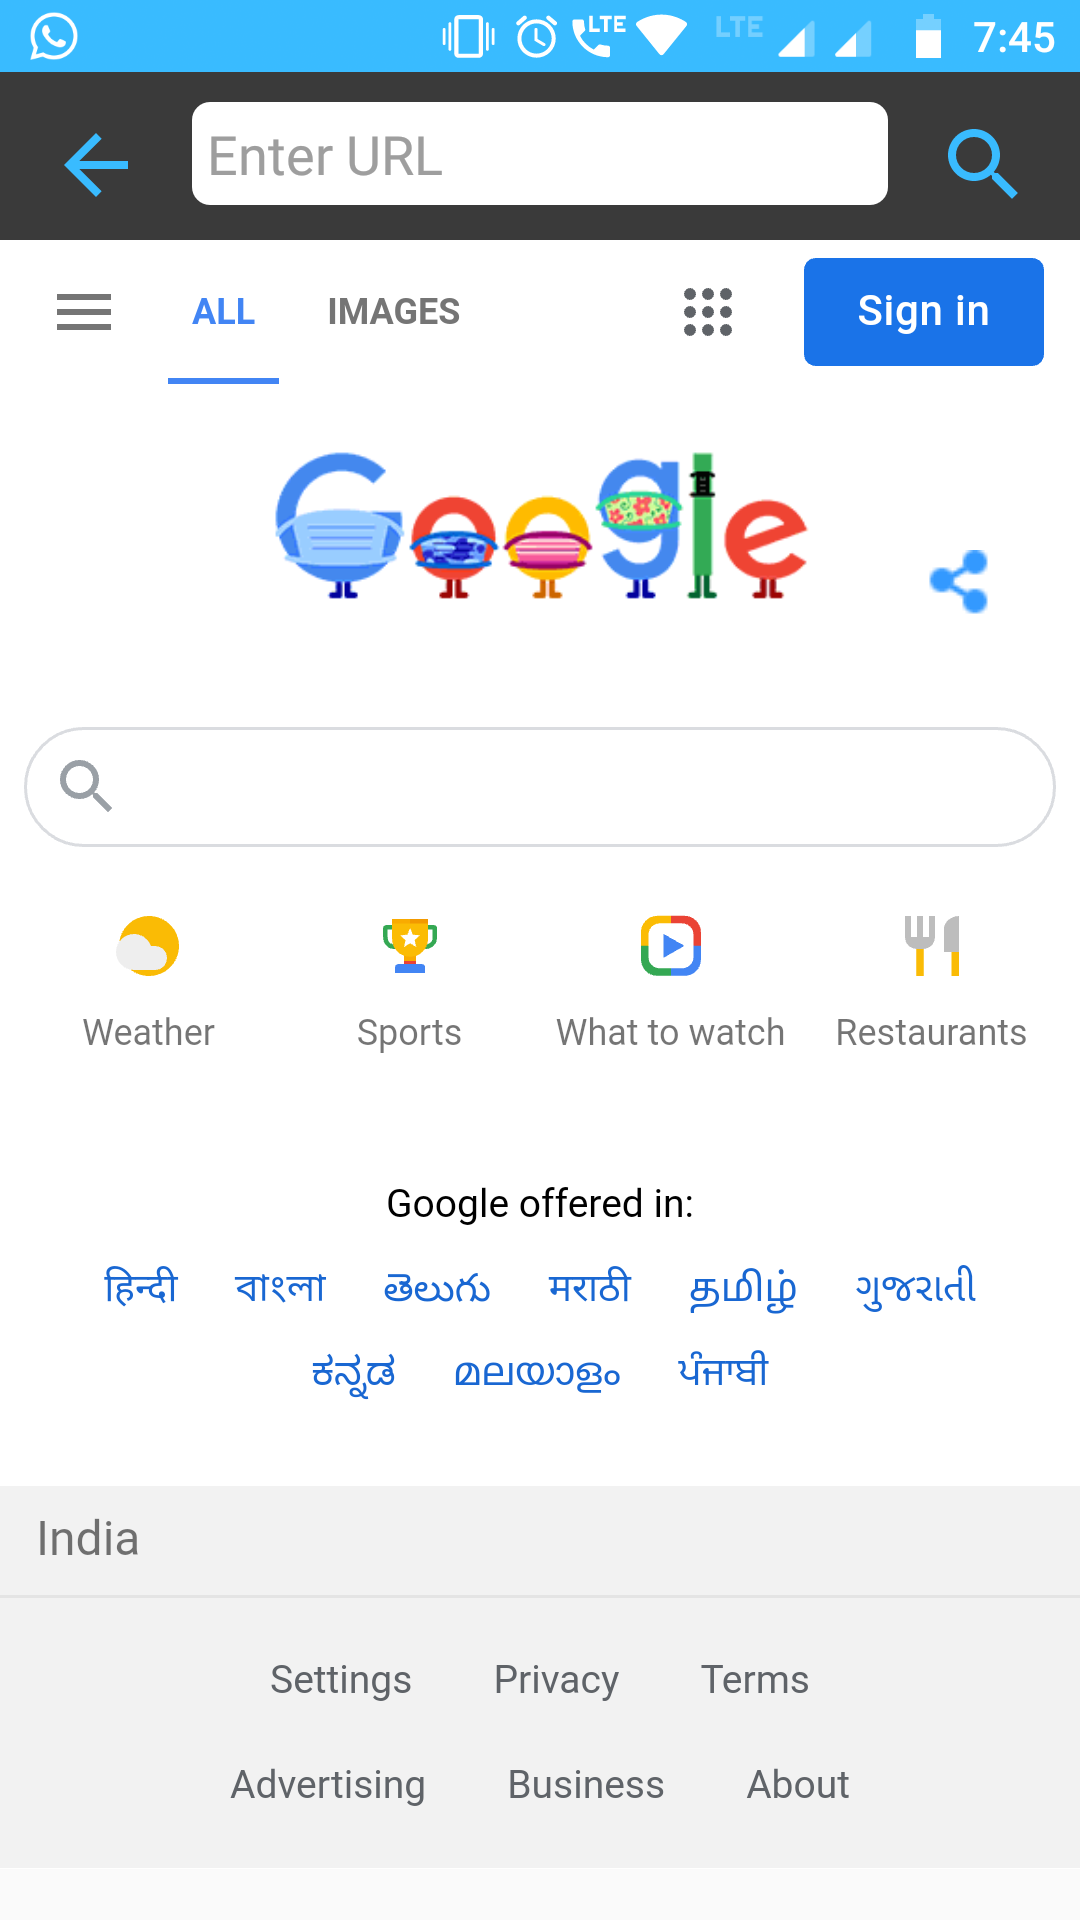 LTE LTE 7:45
Enter URL
ALL IMAGES Sign in
Google
Weather Sports What to watch Restaurants
Google offered in:
हिन्दी বাংলা తెలుగు मराठी தமிழ் ગુજરાતી
ಕನ್ನಡ മലയാളം ਪੰਜਾਬੀ
India
Settings Privacy Terms
Advertising Business About